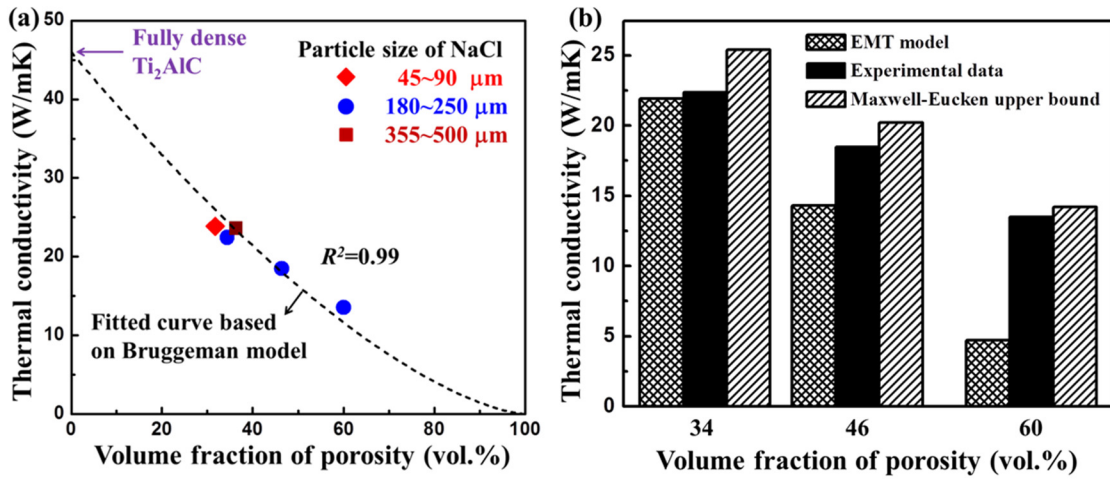 (a)
50
40
30
20
10
0
Thermal conductivity (W/mK)
Fully dense
Ti₂AlC
Particle size of NaCl
45~90 μm
180~250 μm
355~500 μm
R²=0.99
Fitted curve based
on Bruggeman model
0 20 40 60 80 100
Volume fraction of porosity (vol.%)
(b)
25
20
15
10
5
0
Thermal conductivity (W/mK)
EMT model
Experimental data
Maxwell-Eucken upper bound
34 46 60
Volume fraction of porosity (vol.%)